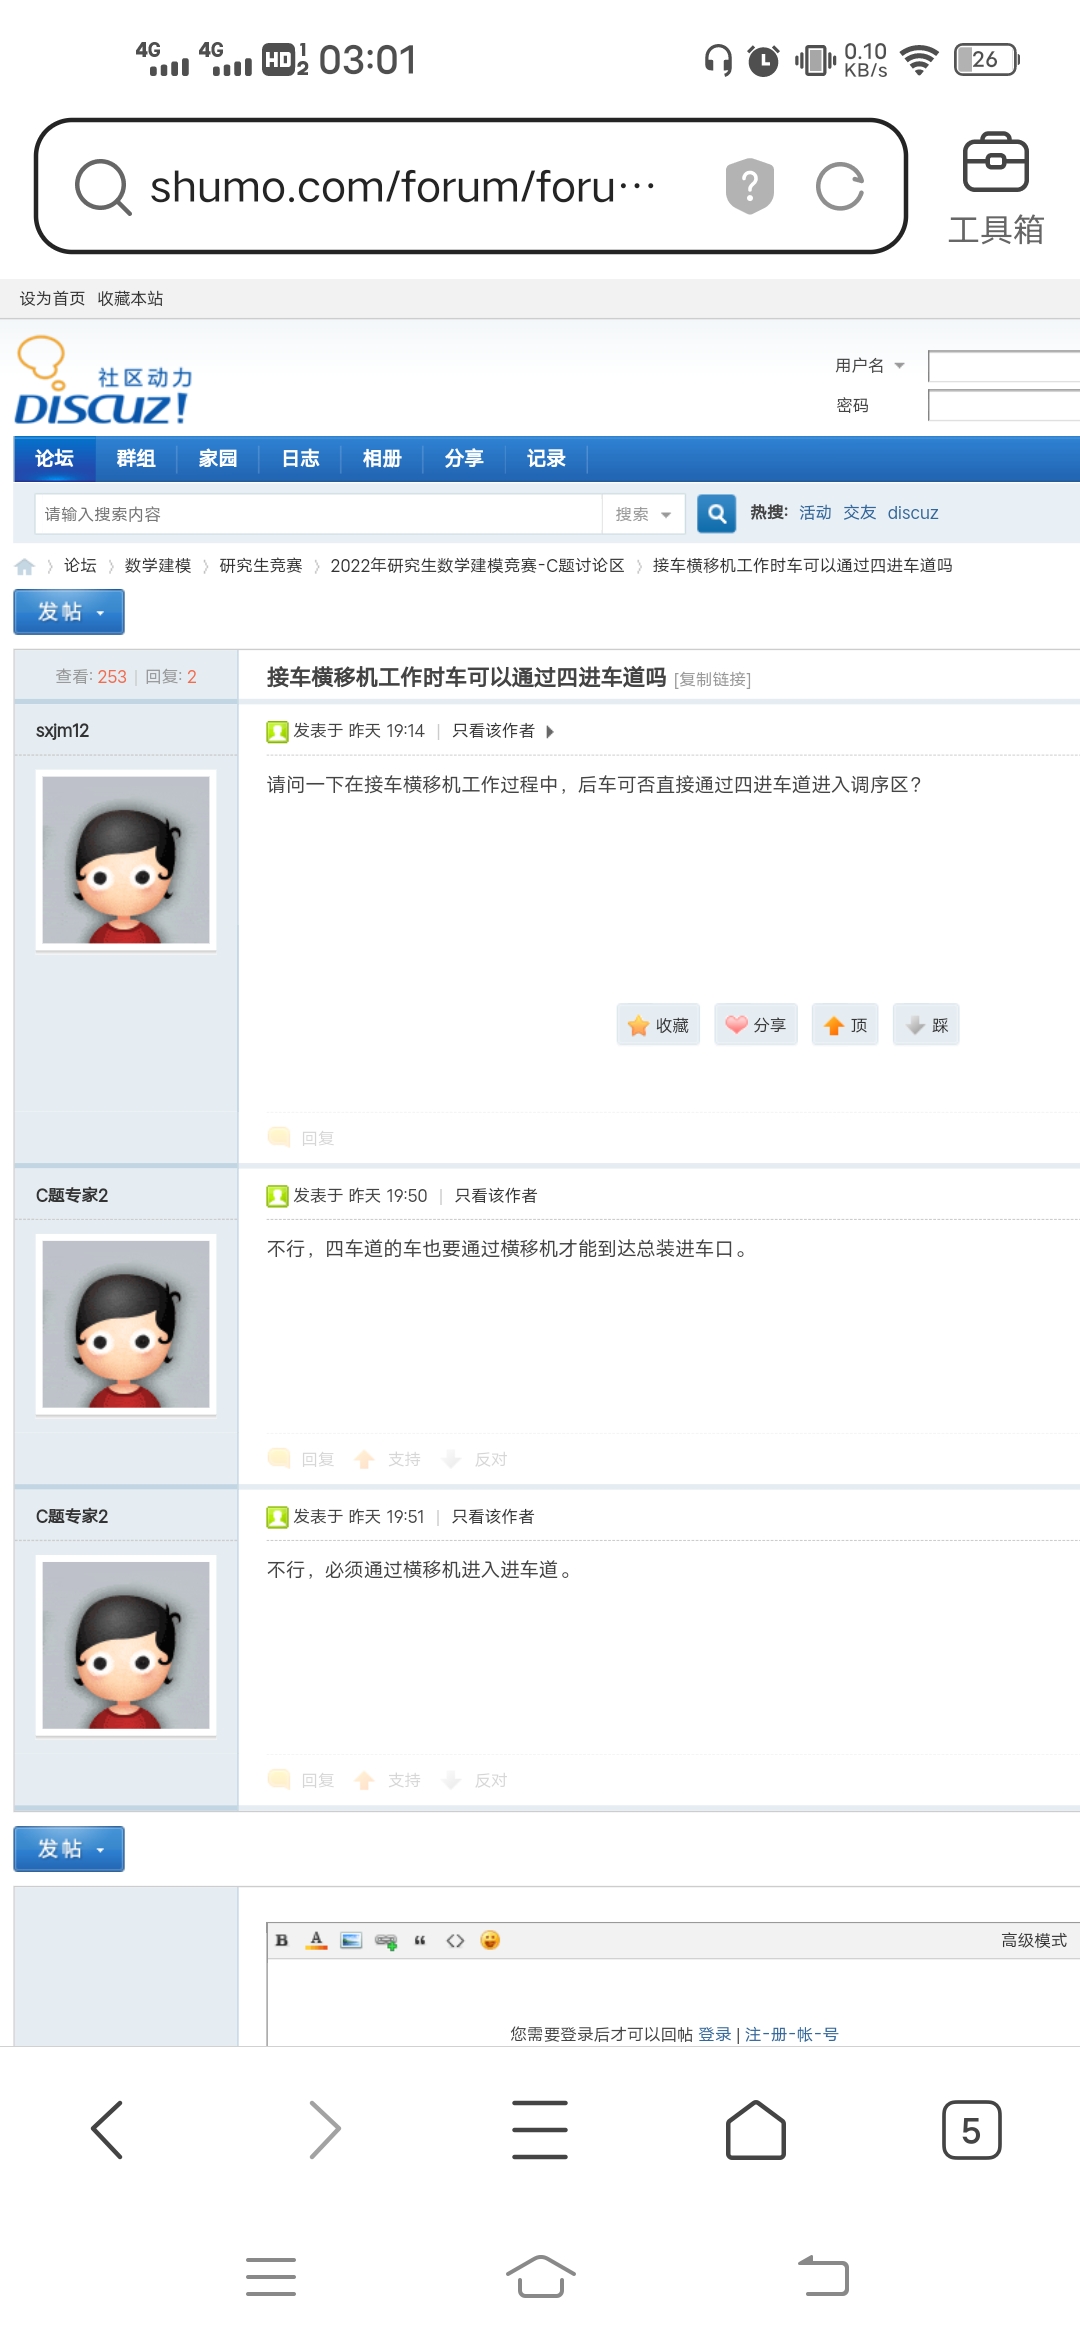 4G 4G HD 1 2 03:01 0.10 KB/s 26
shumo.com/forum/foru···
工具箱
设为首页 收藏本站
社区动力
DISCUZ!
用户名
密码
论坛 群组 家园 日志 相册 分享 记录
请输入搜索内容 搜索 热搜: 活动 交友 discuz
论坛 〉 数学建模 〉 研究生竞赛 〉 2022年研究生数学建模竞赛-C题讨论区 〉 接车横移机工作时车可以通过四进车道吗
发帖
查看: 253 | 回复: 2
接车横移机工作时车可以通过四进车道吗 [复制链接]
sxjm12
发表于 昨天 19:14 | 只看该作者
请问一下在接车横移机工作过程中，后车可否直接通过四进车道进入调序区？
收藏 分享 顶 踩
回复
C题专家2
发表于 昨天 19:50 | 只看该作者
不行，四车道的车也要通过横移机才能到达总装进车口。
回复 支持 反对
C题专家2
发表于 昨天 19:51 | 只看该作者
不行，必须通过横移机进入进车道。
回复 支持 反对
发帖
B A “ <> 高级模式
您需要登录后才可以回帖 登录 | 注-册-帐-号
5